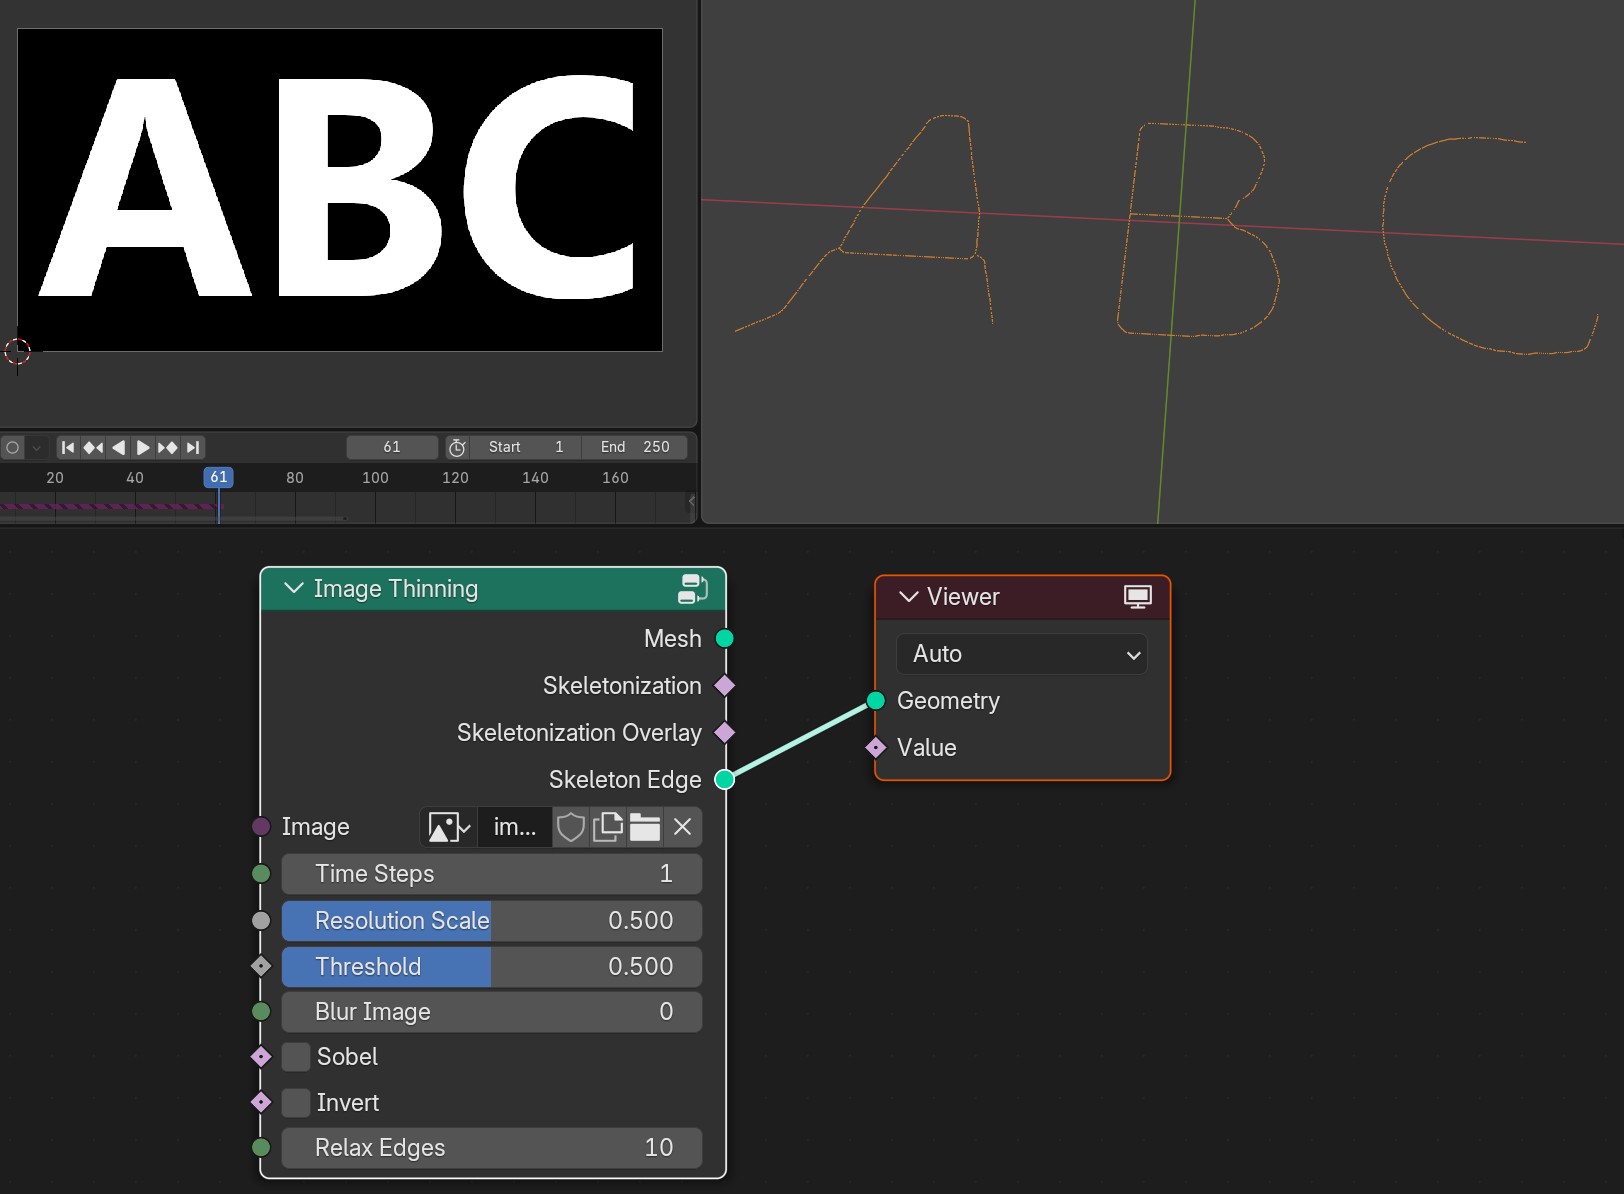 ABC
A B C
61 Start 1 End 250
20 40 61 80 100 120 140 160
Image Thinning
Mesh
Skeletonization
Skeletonization Overlay
Skeleton Edge
Image im...
Time Steps 1
Resolution Scale 0.500
Threshold 0.500
Blur Image 0
Sobel
Invert
Relax Edges 10
Viewer
Auto
Geometry
Value